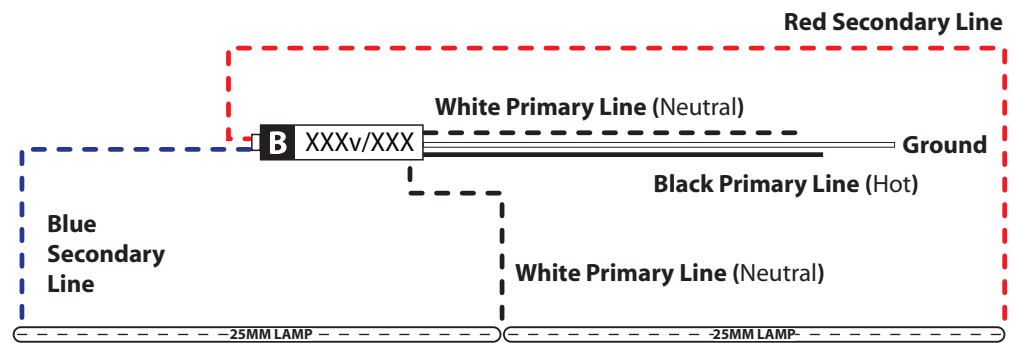 Red Secondary Line
White Primary Line (Neutral)
B XXXv/XXX
Ground
Black Primary Line (Hot)
Blue
Secondary
Line
White Primary Line (Neutral)
25MM LAMP
25MM LAMP